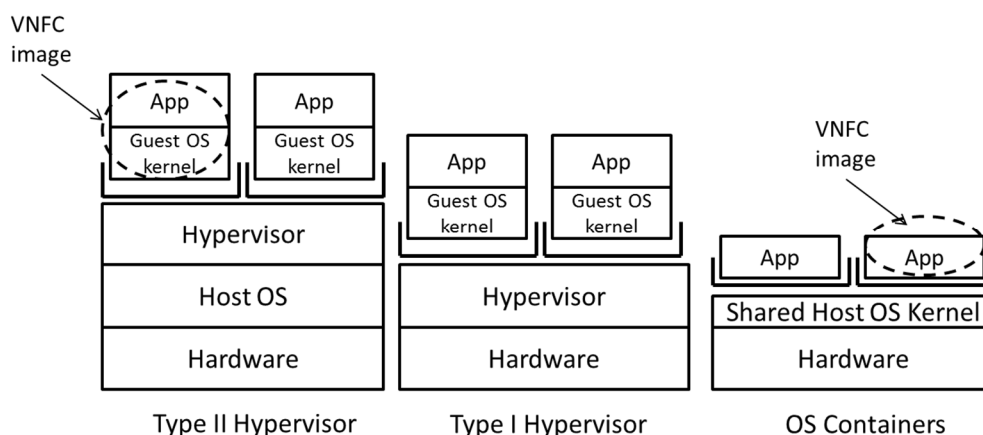 VNFC
image
App
Guest OS
kernel
App
Guest OS
kernel
Hypervisor
Host OS
Hardware
Type II Hypervisor
App
Guest OS
kernel
App
Guest OS
kernel
Hypervisor
Hardware
Type I Hypervisor
VNFC
image
App
App
Shared Host OS Kernel
Hardware
OS Containers